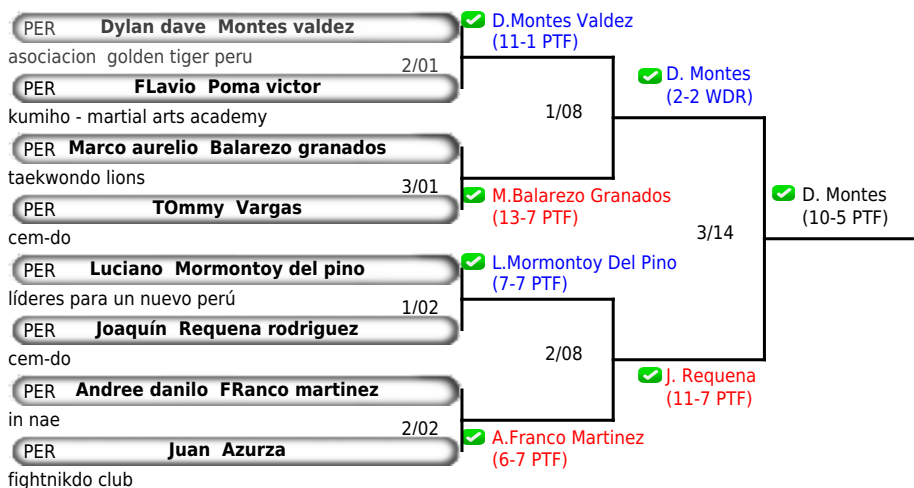 PER Dylan dave Montes valdez
asociacion golden tiger peru
2/01
PER FLavio Poma victor
kumiho - martial arts academy
PER Marco aurelio Balarezo granados
taekwondo lions
3/01
PER TOmmy Vargas
cem-do
PER Luciano Mormontoy del pino
líderes para un nuevo perú
1/02
PER Joaquín Requena rodriguez
cem-do
PER Andree danilo FRanco martinez
in nae
2/02
PER Juan Azurza
fightnikdo club
D.Montes Valdez
(11-1 PTF)
1/08
M.Balarezo Granados
(13-7 PTF)
L.Mormontoy Del Pino
(7-7 PTF)
2/08
A.Franco Martinez
(6-7 PTF)
D. Montes
(2-2 WDR)
3/14
J. Requena
(11-7 PTF)
D. Montes
(10-5 PTF)